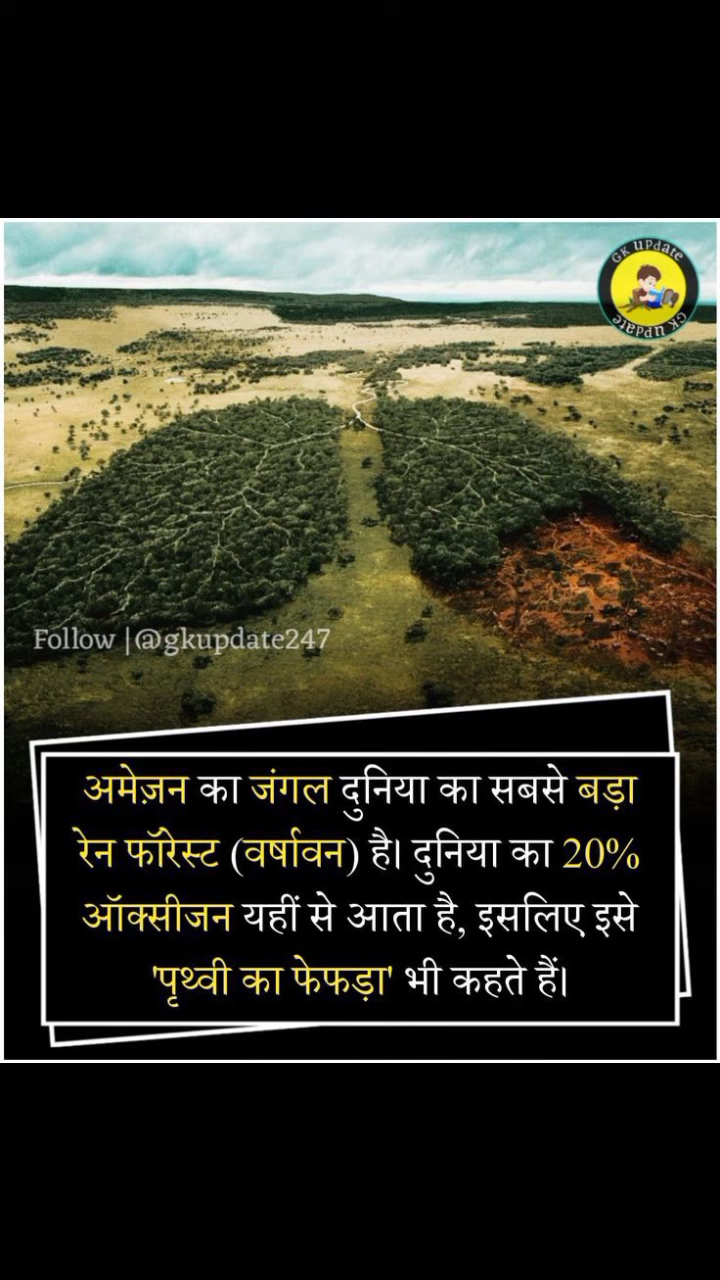 GK UPdate
GK UPdate
Follow |@gkupdate247
अमेज़न का जंगल दुनिया का सबसे बड़ा
रेन फॉरेस्ट (वर्षावन) है। दुनिया का 20%
ऑक्सीजन यहीं से आता है, इसलिए इसे
'पृथ्वी का फेफड़ा' भी कहते हैं।